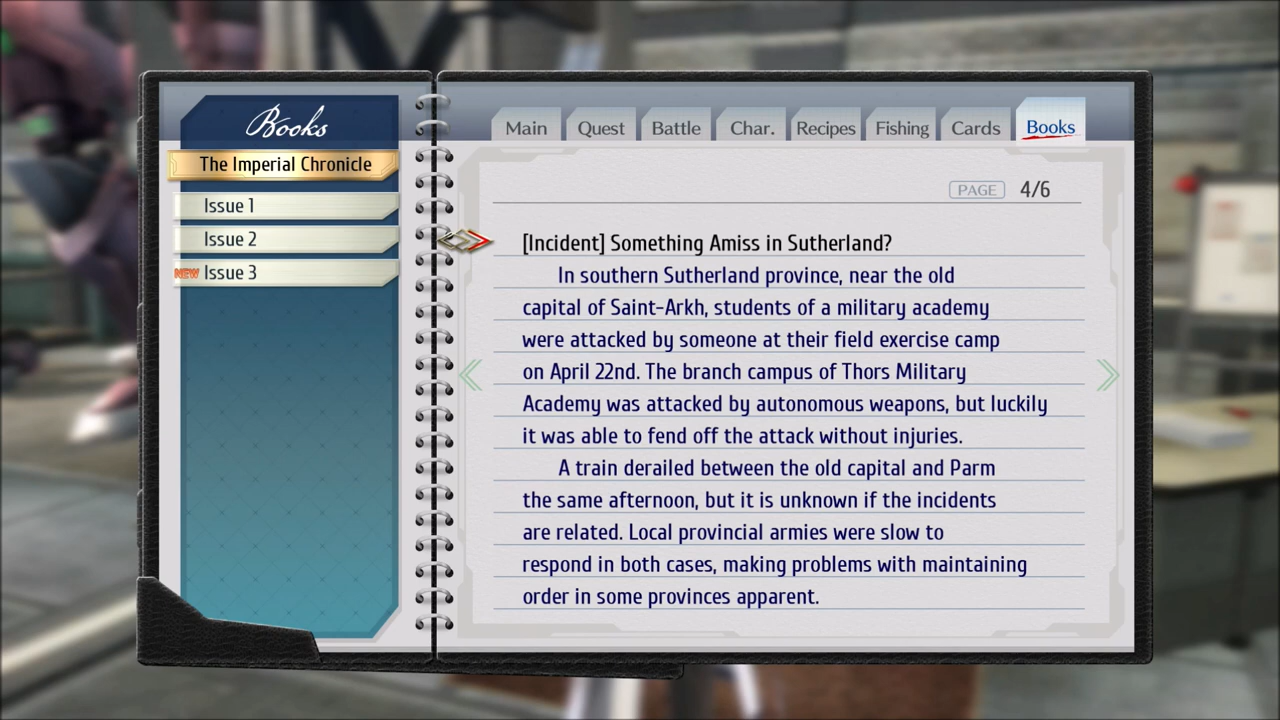 Books
The Imperial Chronicle
Issue 1
Issue 2
NEW Issue 3
Main Quest Battle Char. Recipes Fishing Cards Books
PAGE 4/6
[Incident] Something Amiss in Sutherland?
In southern Sutherland province, near the old
capital of Saint-Arkh, students of a military academy
were attacked by someone at their field exercise camp
on April 22nd. The branch campus of Thors Military
Academy was attacked by autonomous weapons, but luckily
it was able to fend off the attack without injuries.
A train derailed between the old capital and Parm
the same afternoon, but it is unknown if the incidents
are related. Local provincial armies were slow to
respond in both cases, making problems with maintaining
order in some provinces apparent.